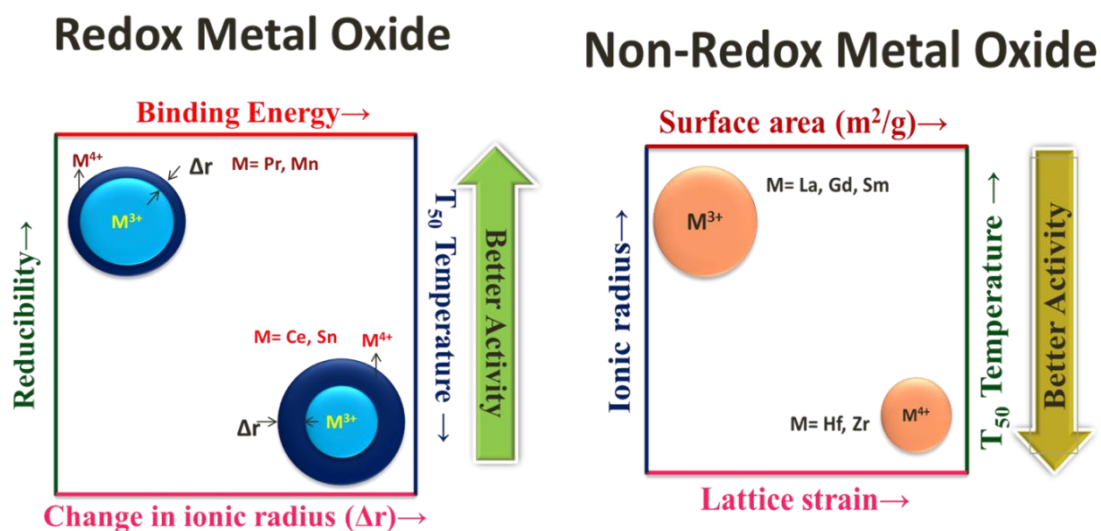 Redox Metal Oxide
Binding Energy→
M⁴⁺
Δr
M= Pr, Mn
M³⁺
Reducibility→
M= Ce, Sn
M⁴⁺
Δr
M³⁺
T₅₀ Temperature →
Better Activity
Change in ionic radius (Δr)→
Non-Redox Metal Oxide
Surface area (m²/g)→
M= La, Gd, Sm
M³⁺
Ionic radius→
M= Hf, Zr
M⁴⁺
T₅₀ Temperature→
Better Activity
Lattice strain→